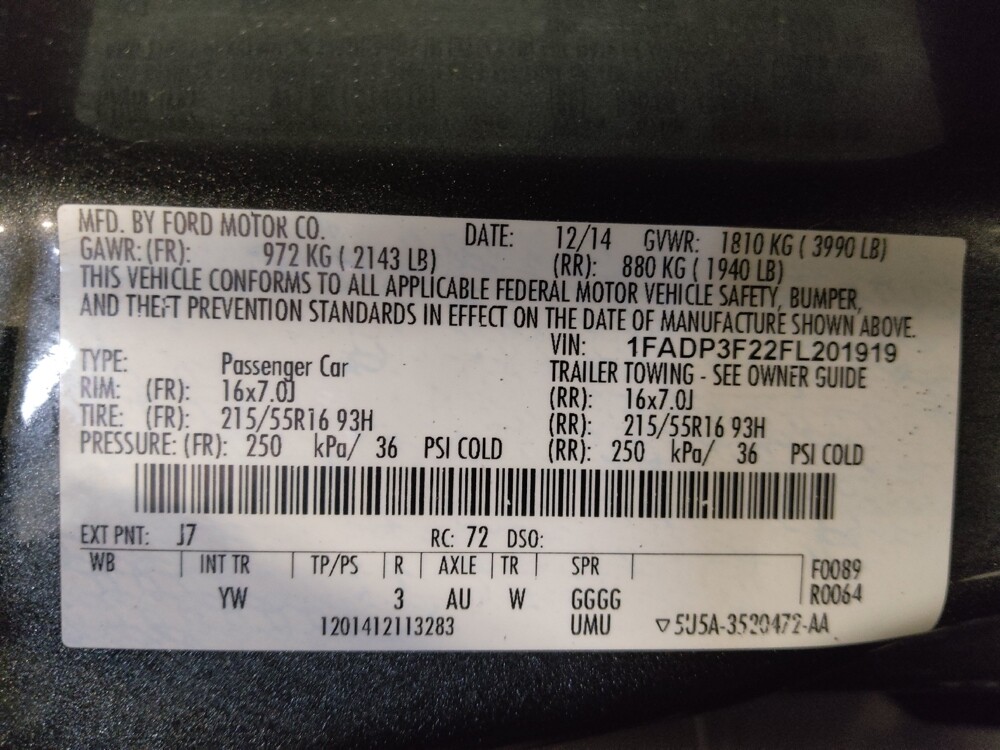 MFD. BY FORD MOTOR CO. DATE: 12/14 GVWR: 1810 KG ( 3990 LB)
GAWR: (FR): 972 KG ( 2143 LB) (RR): 880 KG ( 1940 LB)
THIS VEHICLE CONFORMS TO ALL APPLICABLE FEDERAL MOTOR VEHICLE SAFETY, BUMPER,
AND THEFT PREVENTION STANDARDS IN EFFECT ON THE DATE OF MANUFACTURE SHOWN ABOVE.
VIN: 1FADP3F22FL201919
TYPE: Passenger Car TRAILER TOWING - SEE OWNER GUIDE
RIM: (FR): 16x7.0J (RR): 16x7.0J
TIRE: (FR): 215/55R16 93H (RR): 215/55R16 93H
PRESSURE: (FR): 250 kPa/ 36 PSI COLD (RR): 250 kPa/ 36 PSI COLD
EXT PNT: J7 RC: 72 DSO:
WB INT TR TP/PS R AXLE TR SPR F0089
YW 3 AU W GGGG R0064
1201412113283 UMU ▽5U5A-3520472-AA